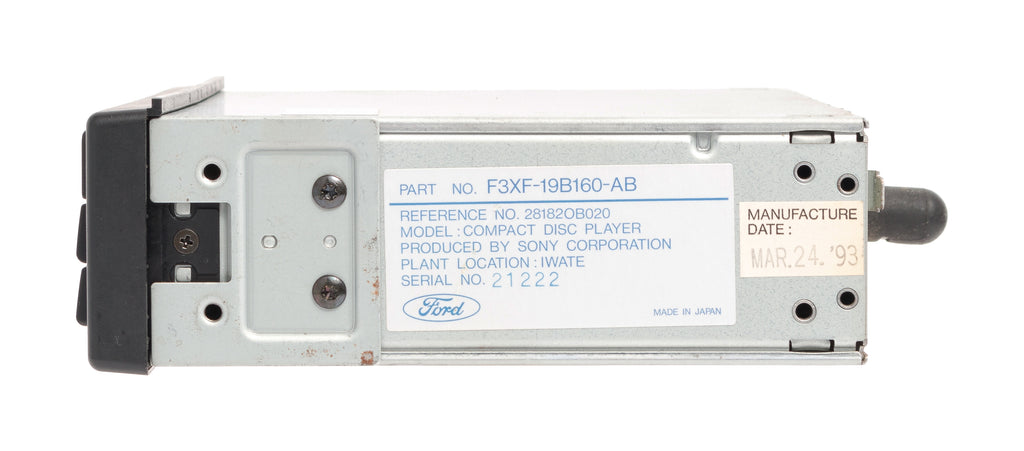 PART NO. F3XF-19B160-AB
REFERENCE NO. 28182OB020
MODEL : COMPACT DISC PLAYER
PRODUCED BY SONY CORPORATION
PLANT LOCATION : IWATE
SERIAL NO. 21222
Ford
MADE IN JAPAN
MANUFACTURE
DATE :
MAR.24.'93